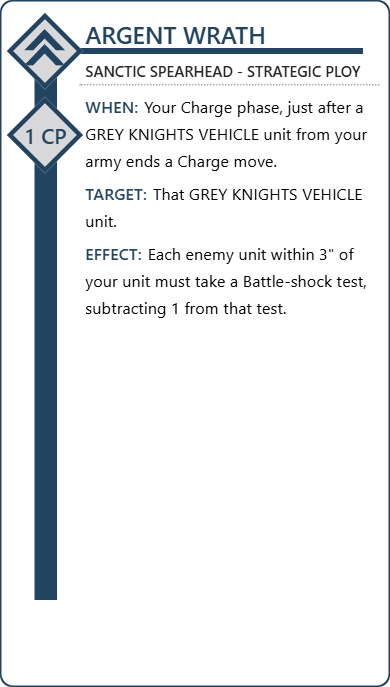 ARGENT WRATH
SANCTIC SPEARHEAD - STRATEGIC PLOY
1 CP
WHEN: Your Charge phase, just after a
GREY KNIGHTS VEHICLE unit from your
army ends a Charge move.
TARGET: That GREY KNIGHTS VEHICLE
unit.
EFFECT: Each enemy unit within 3" of
your unit must take a Battle-shock test,
subtracting 1 from that test.